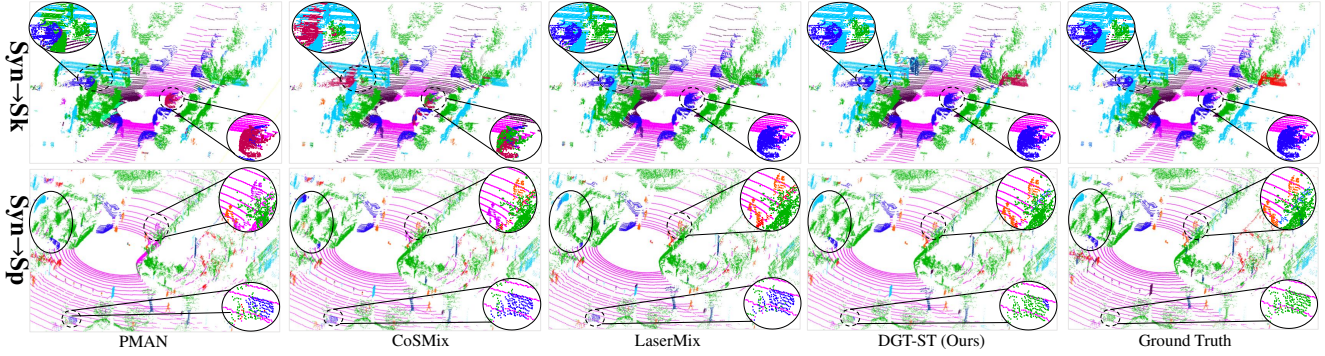 Syn→Sk
Syn→Sp
PMAN
CoSMix
LaserMix
DGT-ST (Ours)
Ground Truth